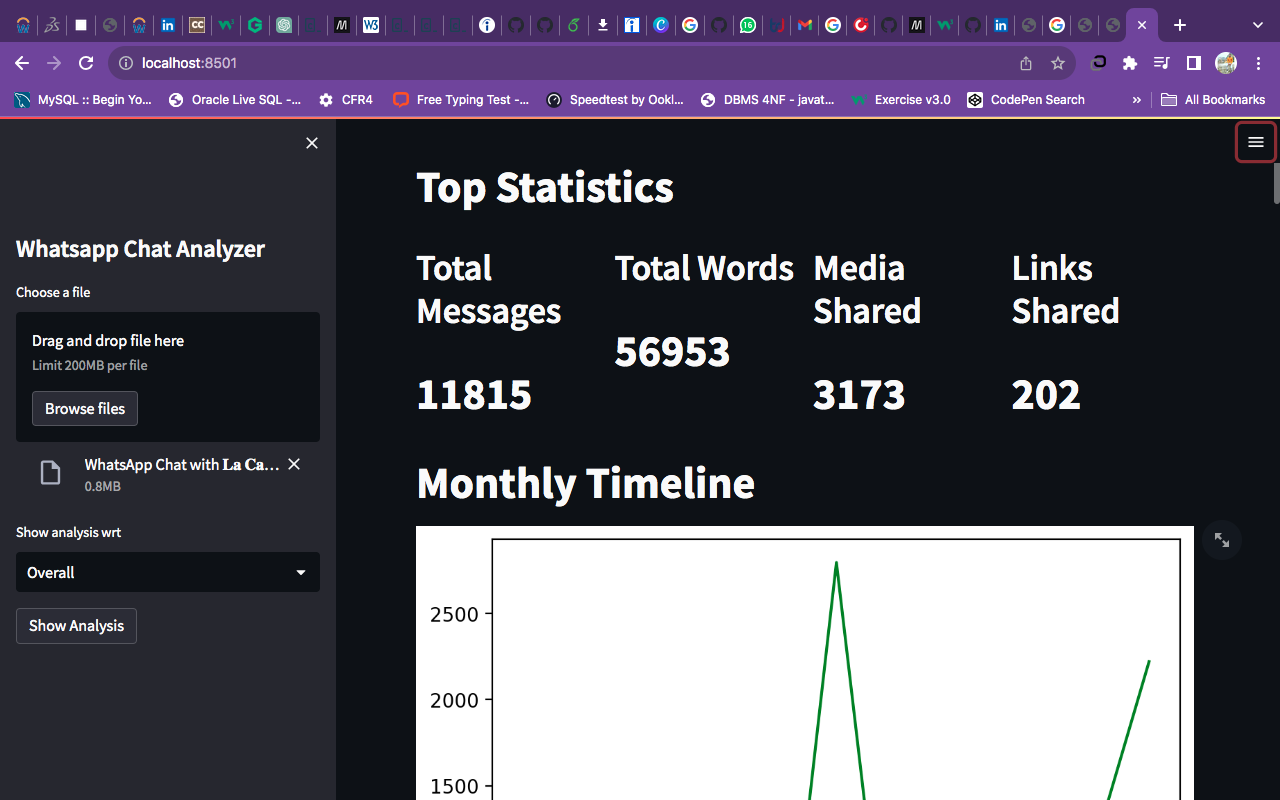 localhost:8501
MySQL :: Begin Yo...
Oracle Live SQL -...
CFR4
Free Typing Test -...
Speedtest by Ookl...
DBMS 4NF - javat...
Exercise v3.0
CodePen Search
»
All Bookmarks
Whatsapp Chat Analyzer
Choose a file
Drag and drop file here
Limit 200MB per file
Browse files
WhatsApp Chat with 𝐋𝐚 𝐂𝐚...
0.8MB
Show analysis wrt
Overall
Show Analysis
Top Statistics
Total
Messages
11815
Total Words
56953
Media
Shared
3173
Links
Shared
202
Monthly Timeline
2500
2000
1500